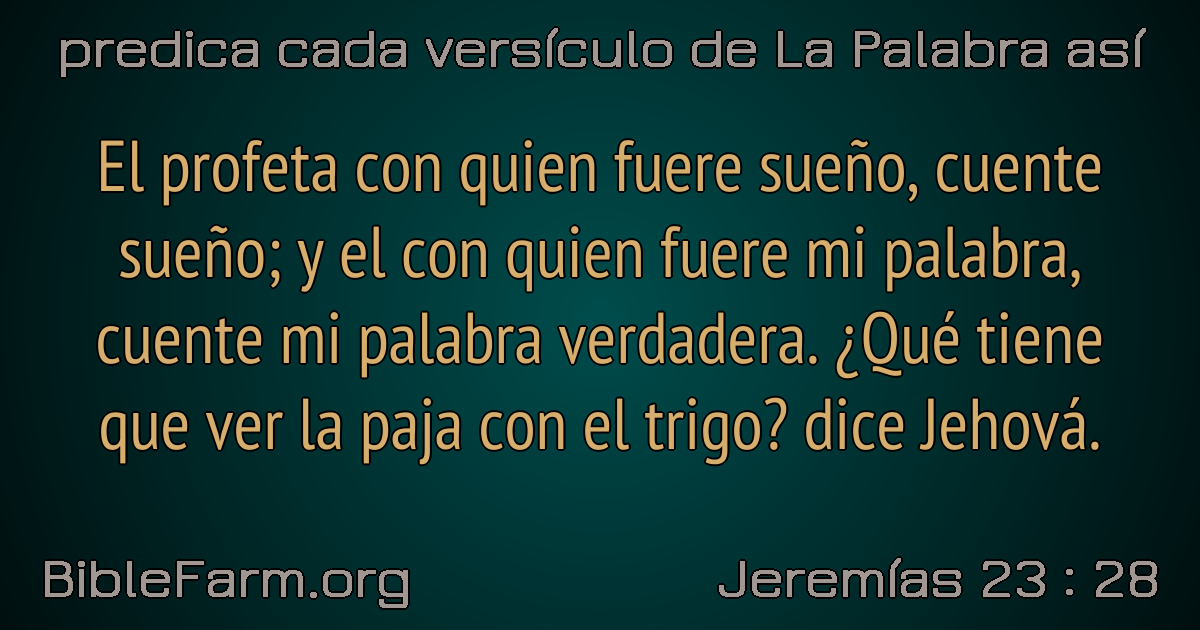 predica cada versículo de La Palabra así
El profeta con quien fuere sueño, cuente
sueño; y el con quien fuere mi palabra,
cuente mi palabra verdadera. ¿Qué tiene
que ver la paja con el trigo? dice Jehová.
BibleFarm.org
Jeremías 23 : 28